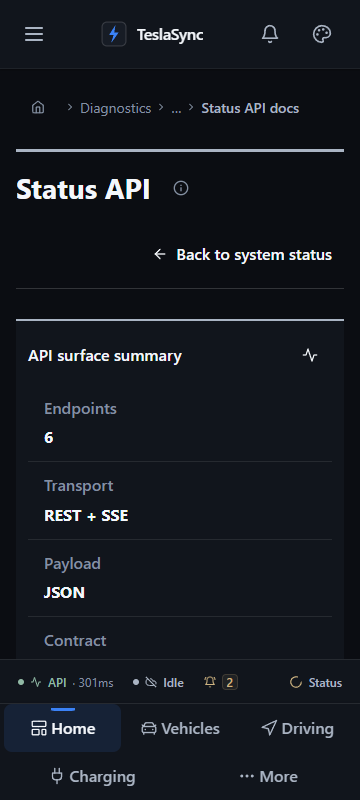 TeslaSync
Diagnostics ... Status API docs
Status API
Back to system status
API surface summary
Endpoints
6
Transport
REST + SSE
Payload
JSON
Contract
API · 301ms Idle 2 Status
Home Vehicles Driving
Charging More